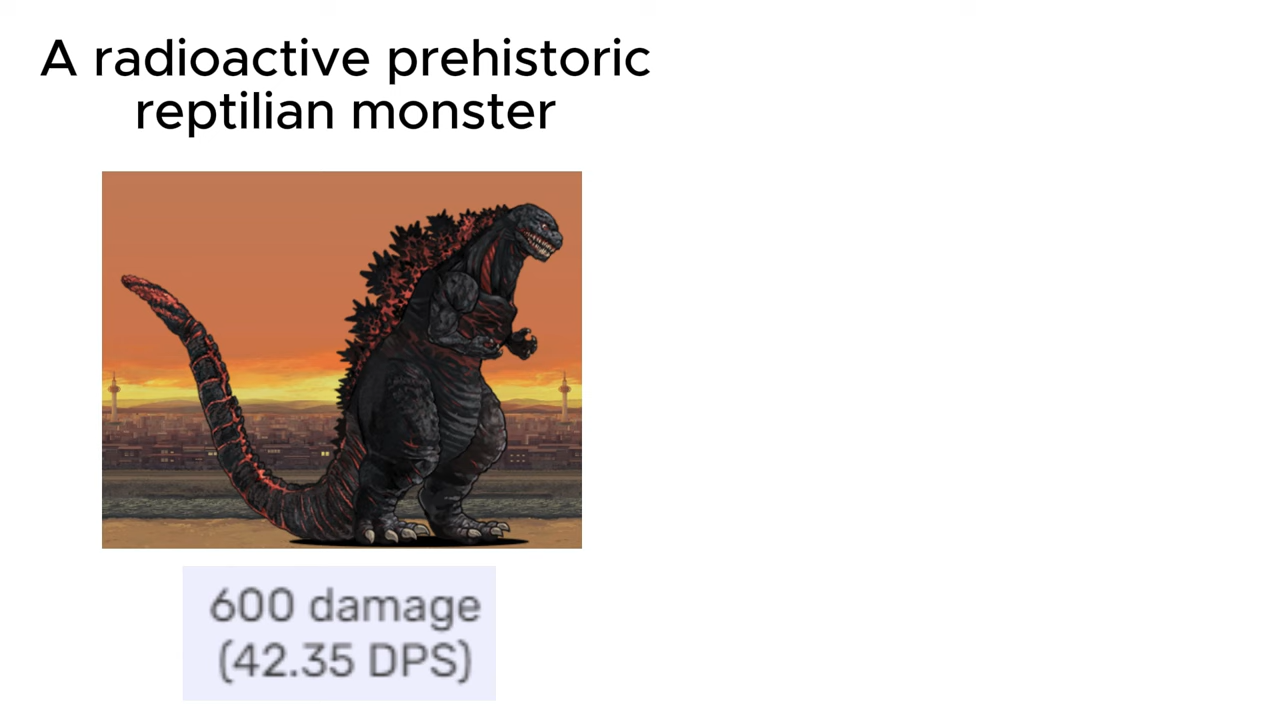 A radioactive prehistoric
reptilian monster
600 damage
(42.35 DPS)